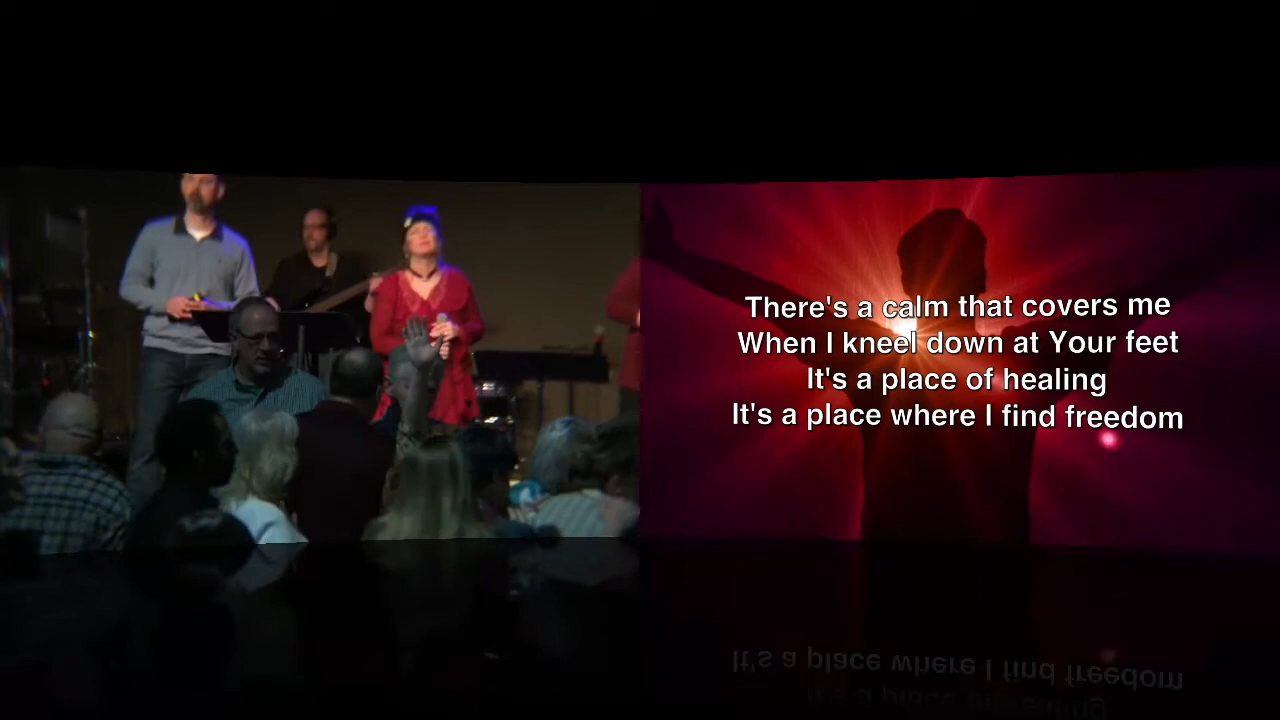 There's a calm that covers me
When I kneel down at Your feet
It's a place of healing
It's a place where I find freedom